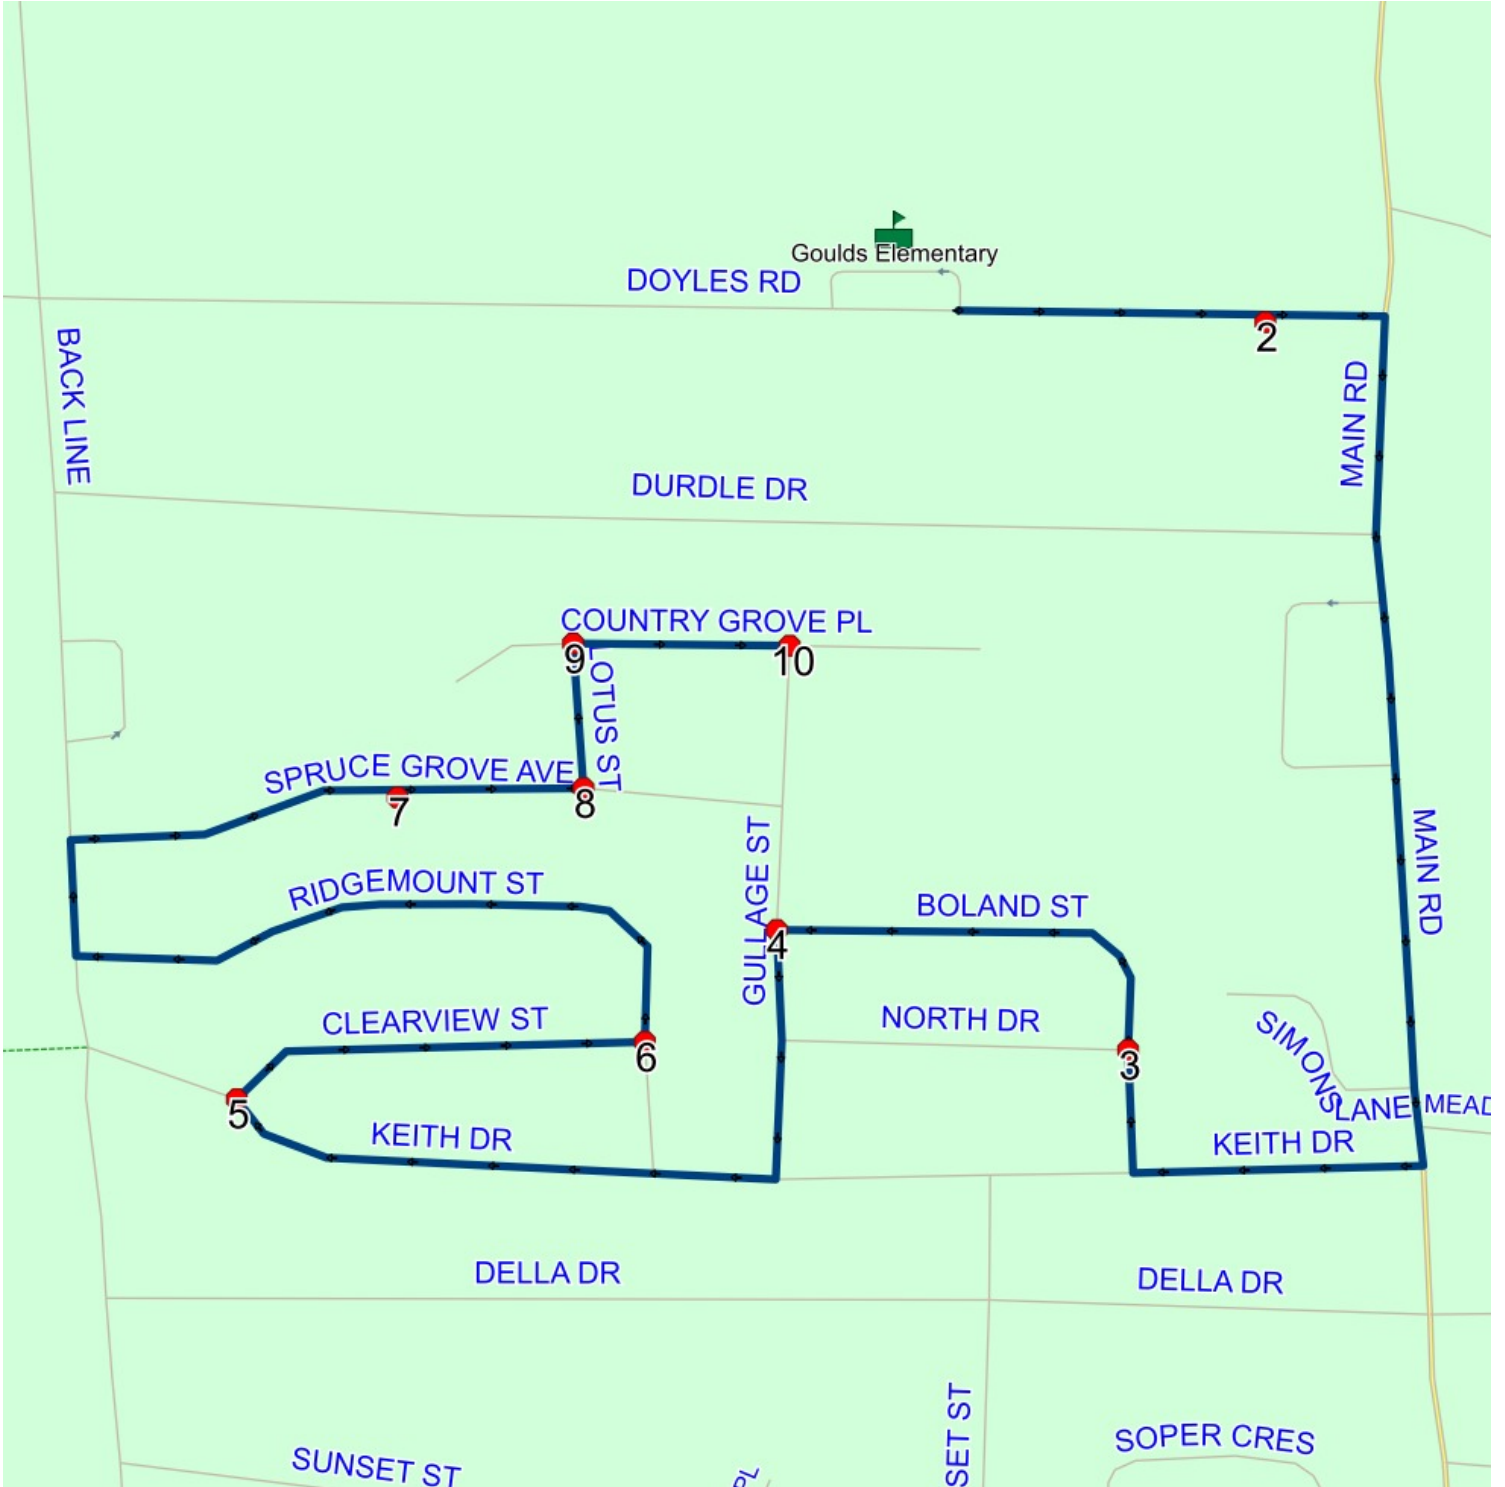 Goulds Elementary
DOYLES RD
2
BACK LINE
MAIN RD
DURDLE DR
COUNTRY GROVE PL
9
10
LOTUS ST
SPRUCE GROVE AVE
7
8
GULLAGE ST
MAIN RD
RIDGEMOUNT ST
BOLAND ST
4
CLEARVIEW ST
NORTH DR
SIMONS
LANE
MEAD
6
3
5
KEITH DR
KEITH DR
DELLA DR
DELLA DR
SET ST
SOPER CRES
SUNSET ST
PL